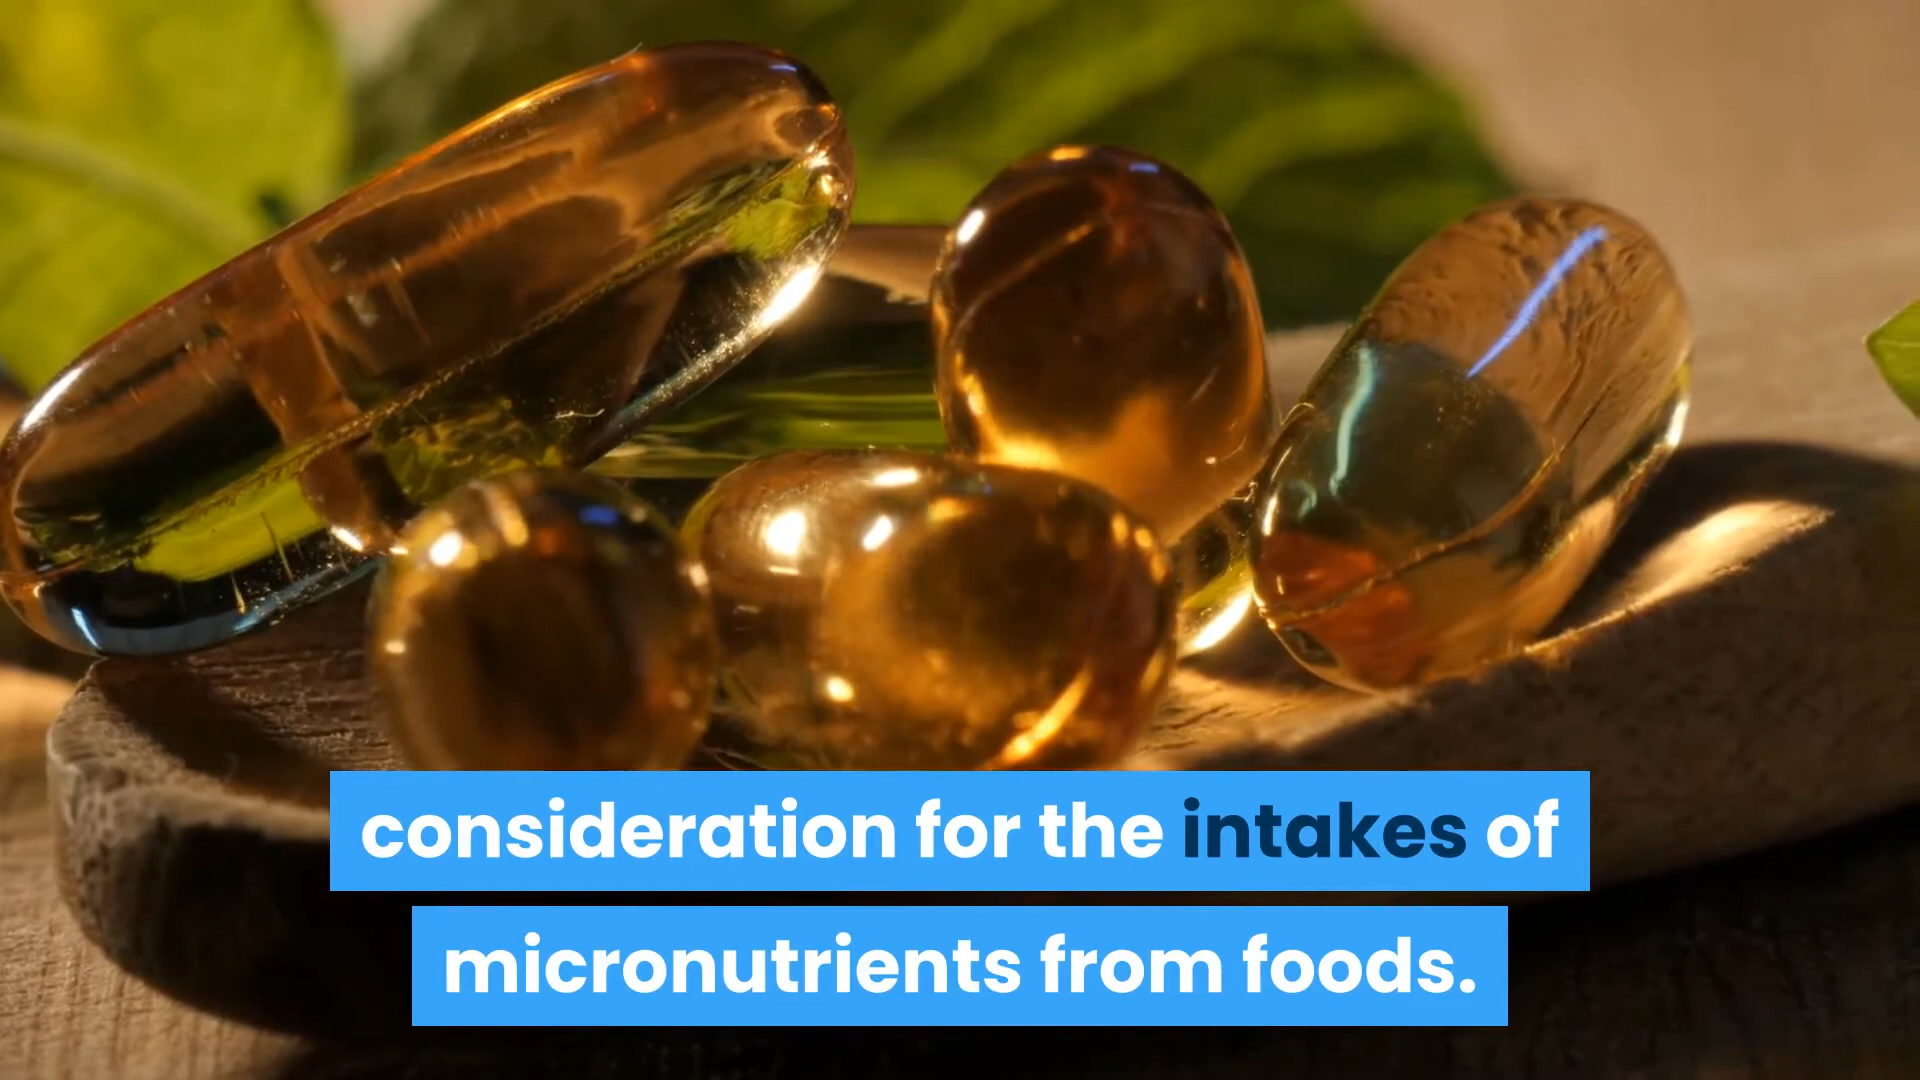 consideration for the intakes of
micronutrients from foods.